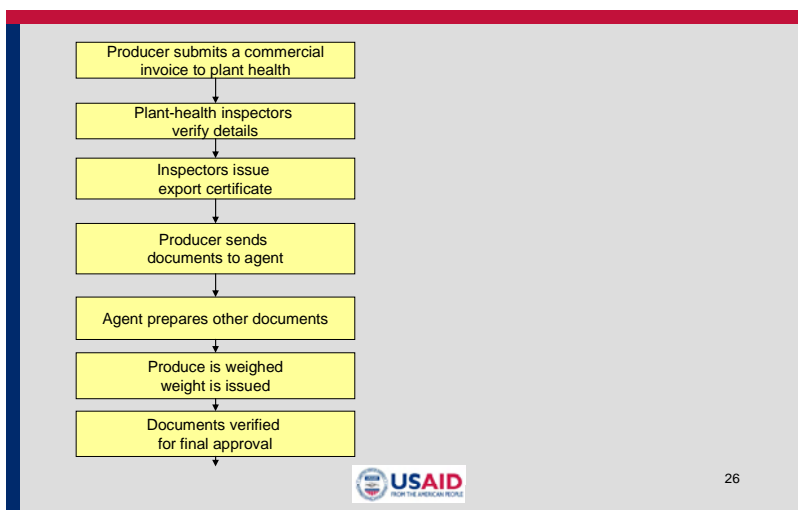 Producer submits a commercial
invoice to plant health
Plant-health inspectors
verify details
Inspectors issue
export certificate
Producer sends
documents to agent
Agent prepares other documents
Produce is weighed
weight is issued
Documents verified
for final approval
USAID
FROM THE AMERICAN PEOPLE
26